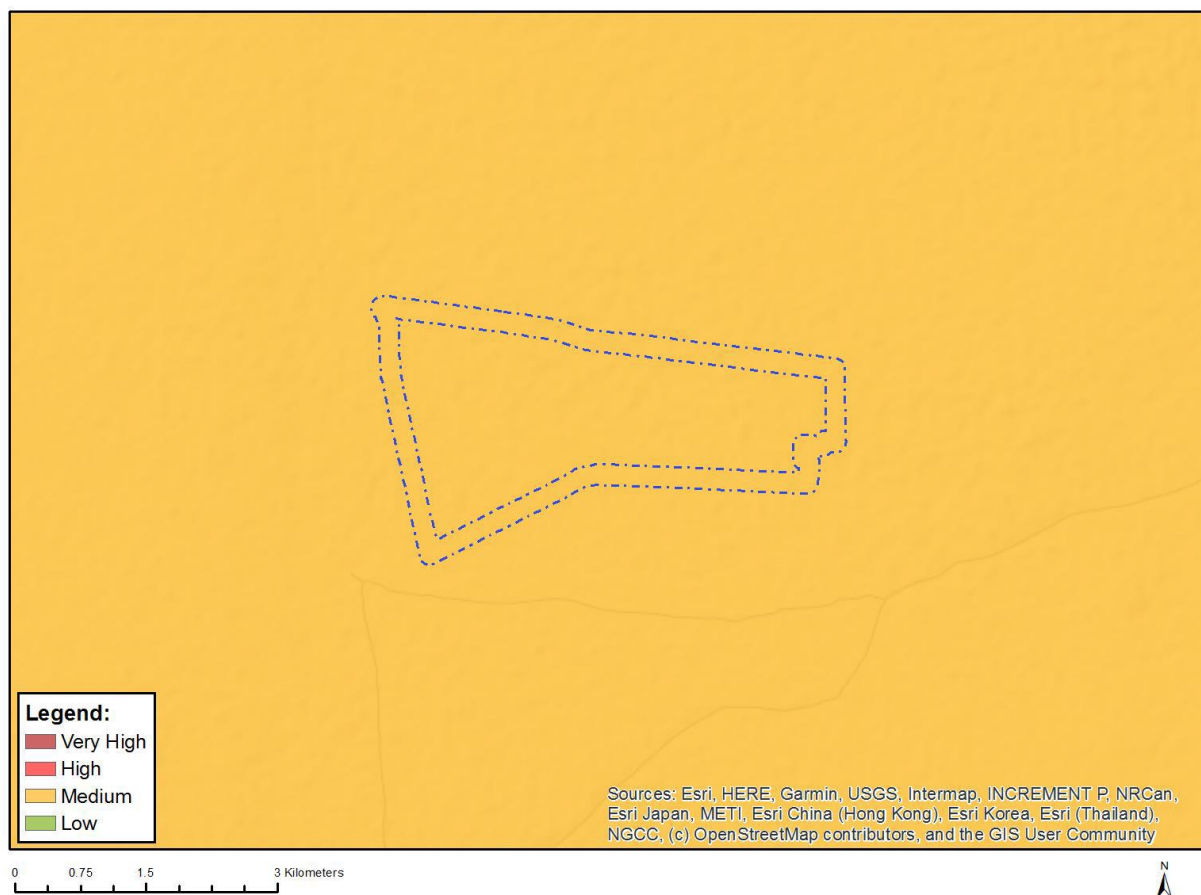 Legend:
Very High
High
Medium
Low
Sources: Esri, HERE, Garmin, USGS, Intermap, INCREMENT P, NRCan,
Esri Japan, METI, Esri China (Hong Kong), Esri Korea, Esri (Thailand),
NGCC, (c) OpenStreetMap contributors, and the GIS User Community
0 0.75 1.5 3 Kilometers
N